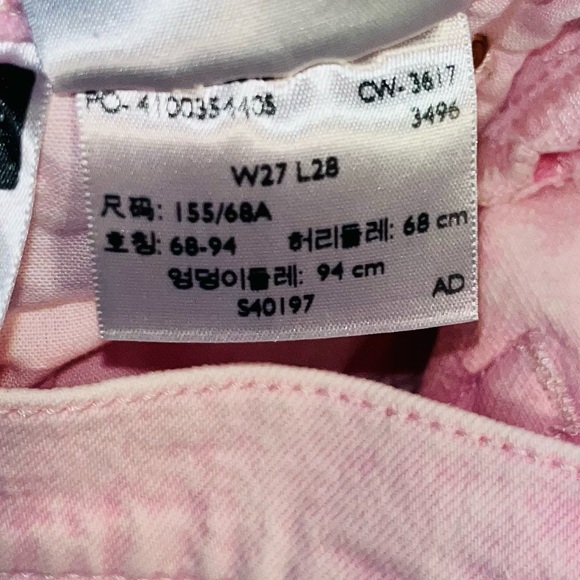 PO- 4100354405 CW- 3617
3496
W27 L28
尺码: 155/68A
호칭: 68-94 허리둘레: 68 cm
엉덩이둘레: 94 cm
S40197 AD